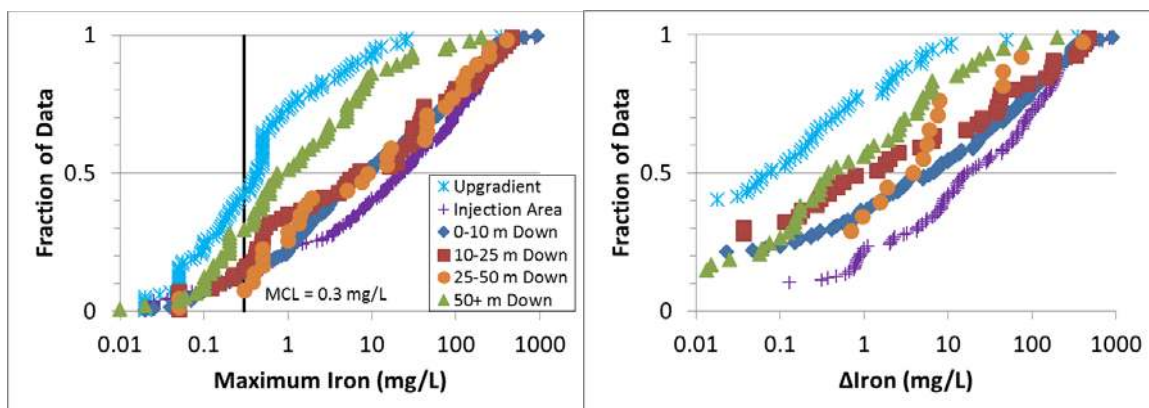 Fraction of Data
1
0.5
0
0.01 0.1 1 10 100 1000
Maximum Iron (mg/L)
MCL = 0.3 mg/L
Upgradient
Injection Area
0-10 m Down
10-25 m Down
25-50 m Down
50+ m Down
Fraction of Data
1
0.5
0
0.01 0.1 1 10 100 1000
ΔIron (mg/L)